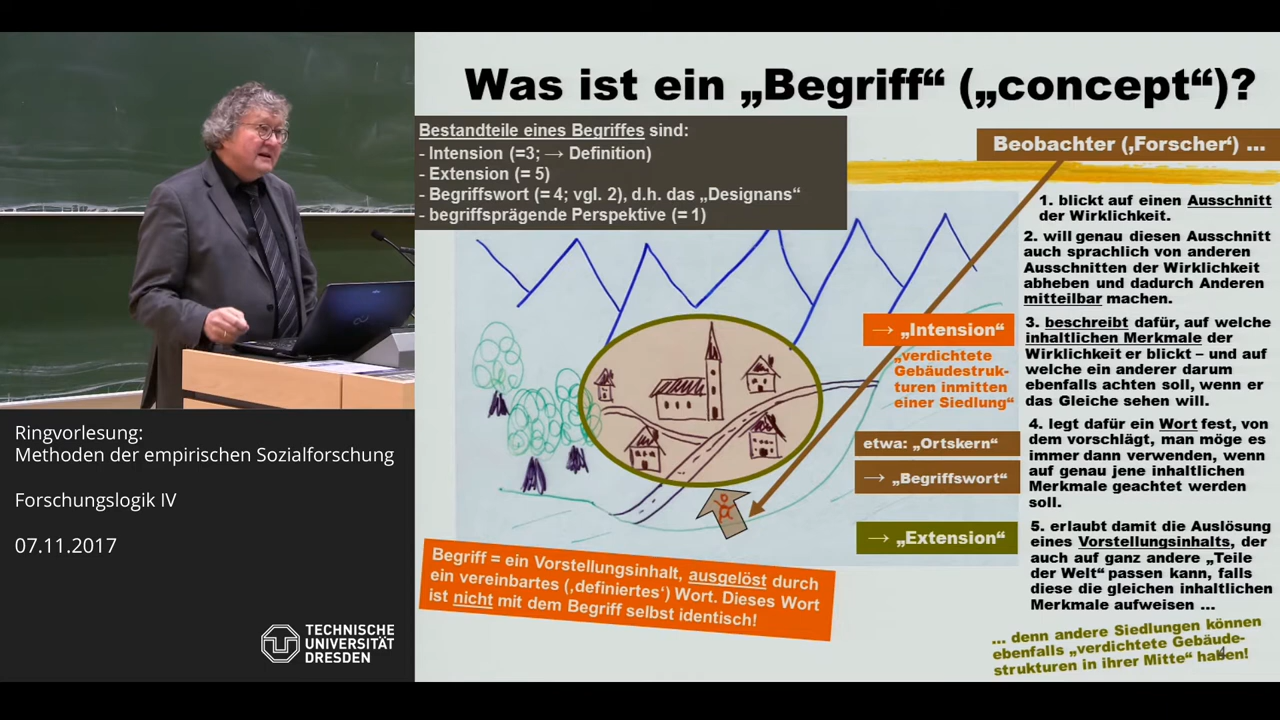 Was ist ein „Begriff“ („concept“)?
Bestandteile eines Begriffes sind:
- Intension (=3; → Definition)
- Extension (= 5)
- Begriffswort (= 4; vgl. 2), d.h. das „Designans“
- begriffsprägende Perspektive (= 1)
Beobachter (‚Forscher‘) ...
1. blickt auf einen Ausschnitt
der Wirklichkeit.
2. will genau diesen Ausschnitt
auch sprachlich von anderen
Ausschnitten der Wirklichkeit
abheben und dadurch Anderen
mitteilbar machen.
3. beschreibt dafür, auf welche
inhaltlichen Merkmale der
Wirklichkeit er blickt – und auf
welche ein anderer darum
ebenfalls achten soll, wenn er
das Gleiche sehen will.
4. legt dafür ein Wort fest, von
dem vorschlägt, man möge es
immer dann verwenden, wenn
auf genau jene inhaltlichen
Merkmale geachtet werden
soll.
5. erlaubt damit die Auslösung
eines Vorstellungsinhalts, der
auch auf ganz andere „Teile
der Welt“ passen kann, falls
diese die gleichen inhaltlichen
Merkmale aufweisen ...
... denn andere Siedlungen können
ebenfalls „verdichtete Gebäude-
strukturen in ihrer Mitte“ haben!
4
→ „Intension“
„verdichtete
Gebäudestruk-
turen inmitten
einer Siedlung“
etwa: „Ortskern“
→ „Begriffswort“
→ „Extension“
Begriff = ein Vorstellungsinhalt, ausgelöst durch
ein vereinbartes (‚definiertes‘) Wort. Dieses Wort
ist nicht mit dem Begriff selbst identisch!
Ringvorlesung:
Methoden der empirischen Sozialforschung
Forschungslogik IV
07.11.2017
TECHNISCHE
UNIVERSITÄT
DRESDEN